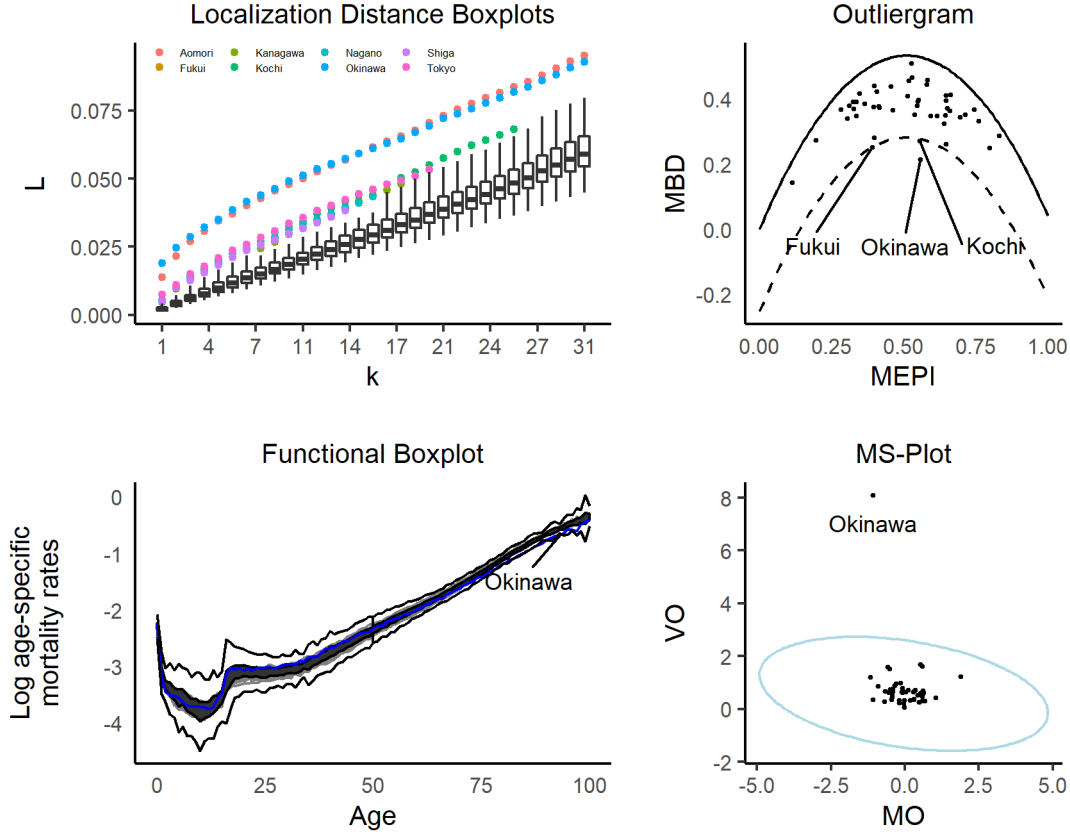 Localization Distance Boxplots
Aomori Kanagawa Nagano Shiga
Fukui Kochi Okinawa Tokyo
L
0.075
0.050
0.025
0.000
1 4 7 11 14 17 20 24 27 31
k
Outliergram
MBD
0.4
0.2
0.0
-0.2
Fukui Okinawa Kochi
0.00 0.25 0.50 0.75 1.00
MEPI
Functional Boxplot
Log age-specific
mortality rates
0
-1
-2
-3
-4
Okinawa
0 25 50 75 100
Age
MS-Plot
VO
8
6
4
2
0
-2
Okinawa
-5.0 -2.5 0.0 2.5 5.0
MO